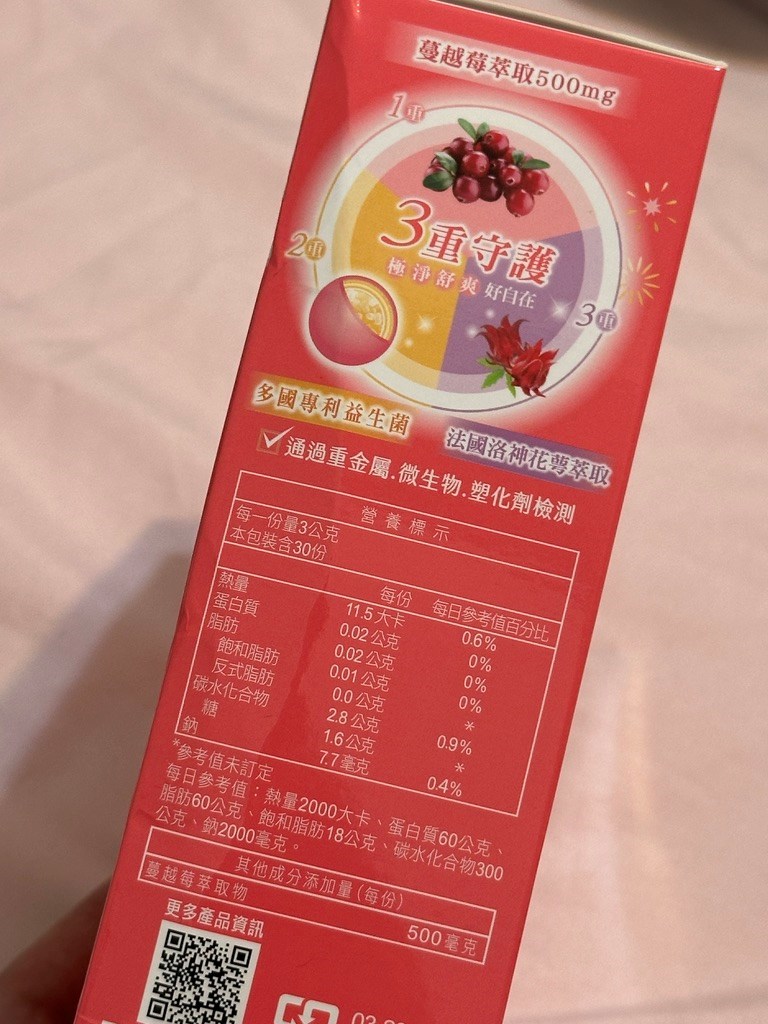 蔓越莓萃取500mg
1重
3重守護
極淨舒爽 好自在
2重
3重
多國專利益生菌
法國洛神花萼萃取
通過重金屬.微生物.塑化劑檢測
營養標示
每一份量3公克
本包裝含30份
每份 每日參考值百分比
熱量 11.5大卡 0.6%
蛋白質 0.02公克 0%
脂肪 0.02公克 0%
飽和脂肪 0.01公克 0%
反式脂肪 0.0公克 *
碳水化合物 2.8公克 0.9%
糖 1.6公克 *
鈉 7.7毫克 0.4%
*參考值未訂定
每日參考值：熱量2000大卡、蛋白質60公克、
脂肪60公克、飽和脂肪18公克、碳水化合物300
公克、鈉2000毫克。
其他成分添加量(每份)
蔓越莓萃取物 500毫克
更多產品資訊